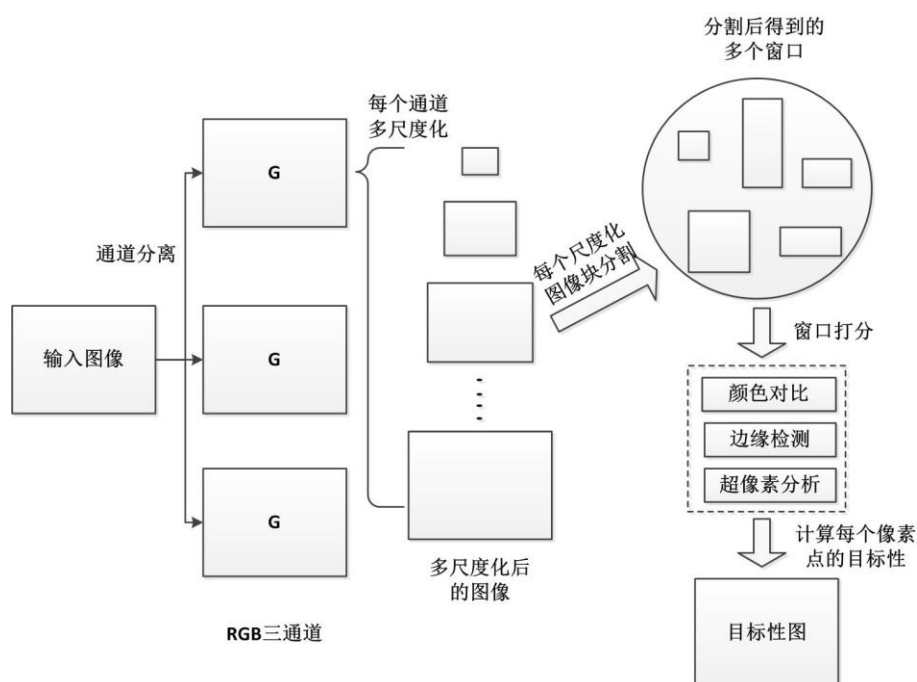 输入图像
通道分离
G
G
G
RGB三通道
每个通道
多尺度化
多尺度化后
的图像
每个尺度化
图像块分割
分割后得到的
多个窗口
窗口打分
颜色对比
边缘检测
超像素分析
计算每个像素
点的目标性
目标性图